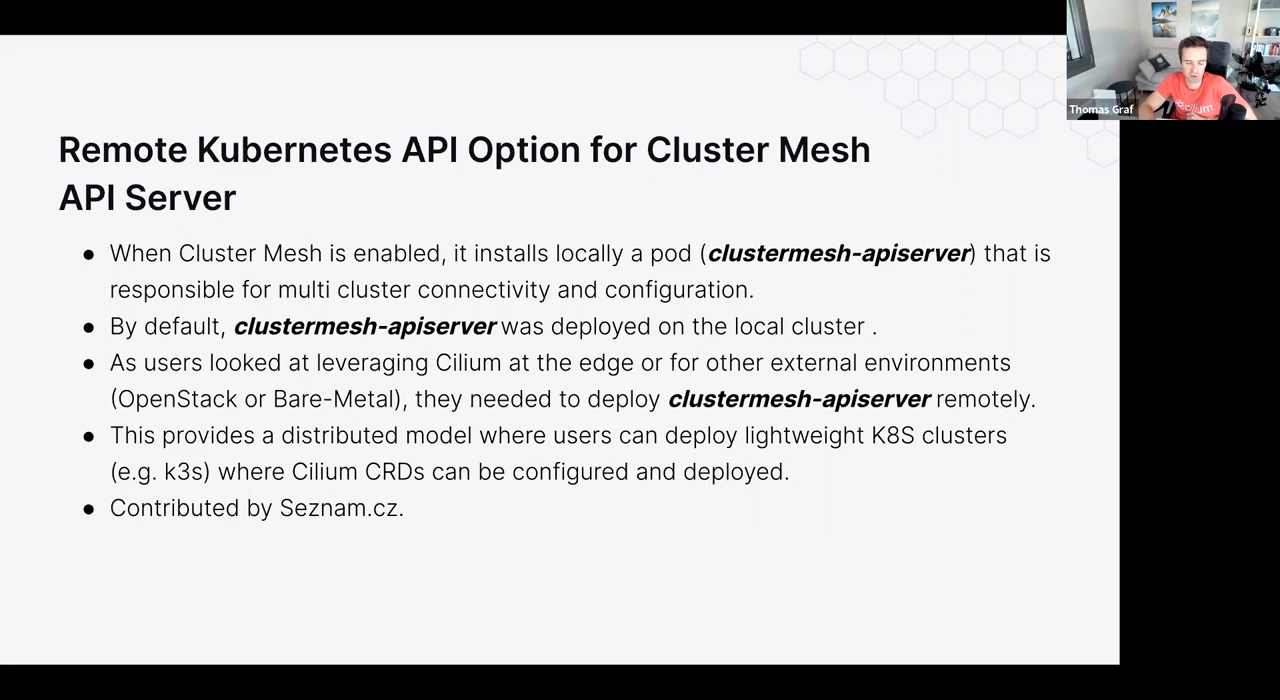 Thomas Graf
Remote Kubernetes API Option for Cluster Mesh
API Server
● When Cluster Mesh is enabled, it installs locally a pod (clustermesh-apiserver) that is
responsible for multi cluster connectivity and configuration.
● By default, clustermesh-apiserver was deployed on the local cluster .
● As users looked at leveraging Cilium at the edge or for other external environments
(OpenStack or Bare-Metal), they needed to deploy clustermesh-apiserver remotely.
● This provides a distributed model where users can deploy lightweight K8S clusters
(e.g. k3s) where Cilium CRDs can be configured and deployed.
● Contributed by Seznam.cz.